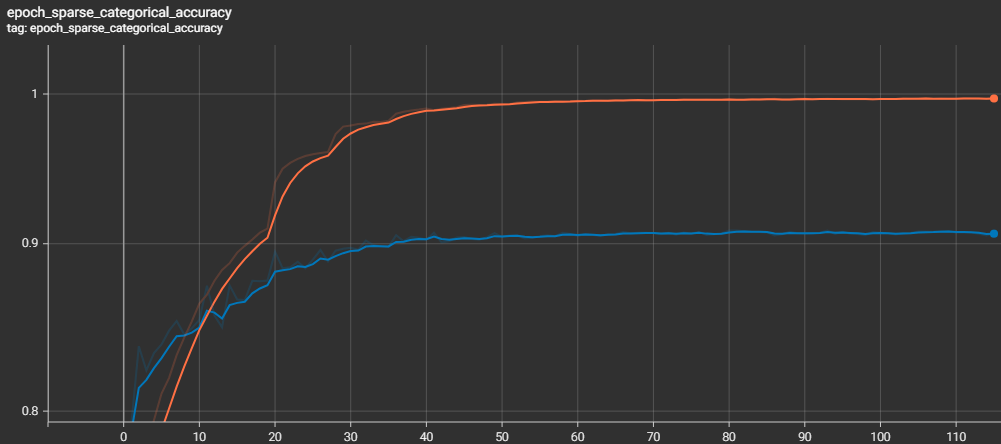 epoch_sparse_categorical_accuracy
tag: epoch_sparse_categorical_accuracy
1
0.9
0.8
0 10 20 30 40 50 60 70 80 90 100 110